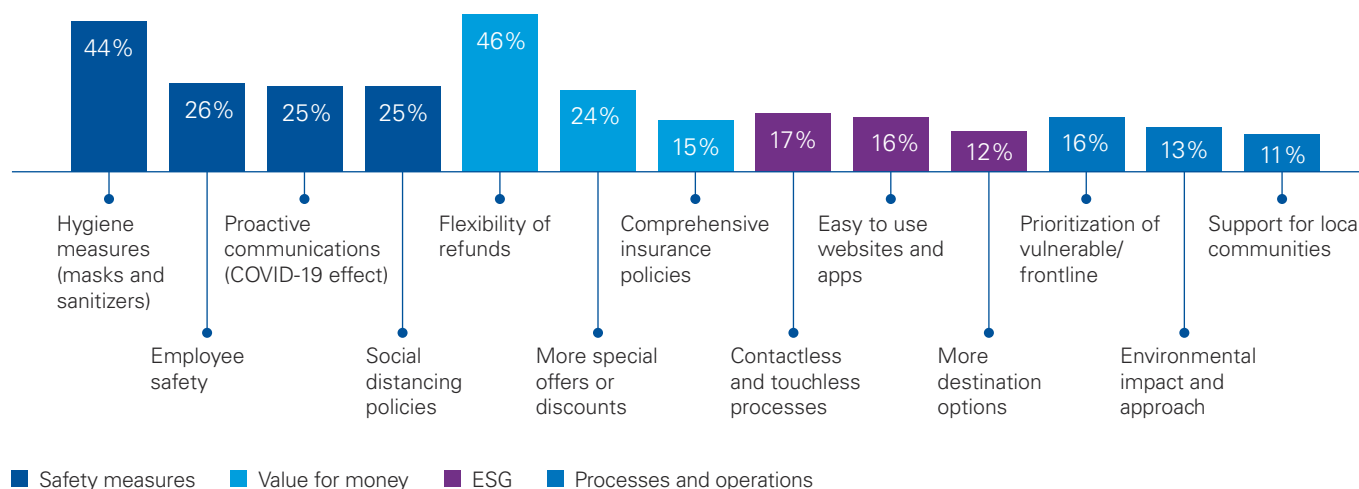 44%
26%
25%
25%
46%
24%
15%
17%
16%
12%
16%
13%
11%
Hygiene
measures
(masks and
sanitizers)
Proactive
communications
(COVID-19 effect)
Flexibility of
refunds
Comprehensive
insurance
policies
Easy to use
websites and
apps
Prioritization of
vulnerable/
frontline
Support for local
communities
Employee
safety
Social
distancing
policies
More special
offers or
discounts
Contactless
and touchless
processes
More
destination
options
Environmental
impact and
approach
Safety measures
Value for money
ESG
Processes and operations